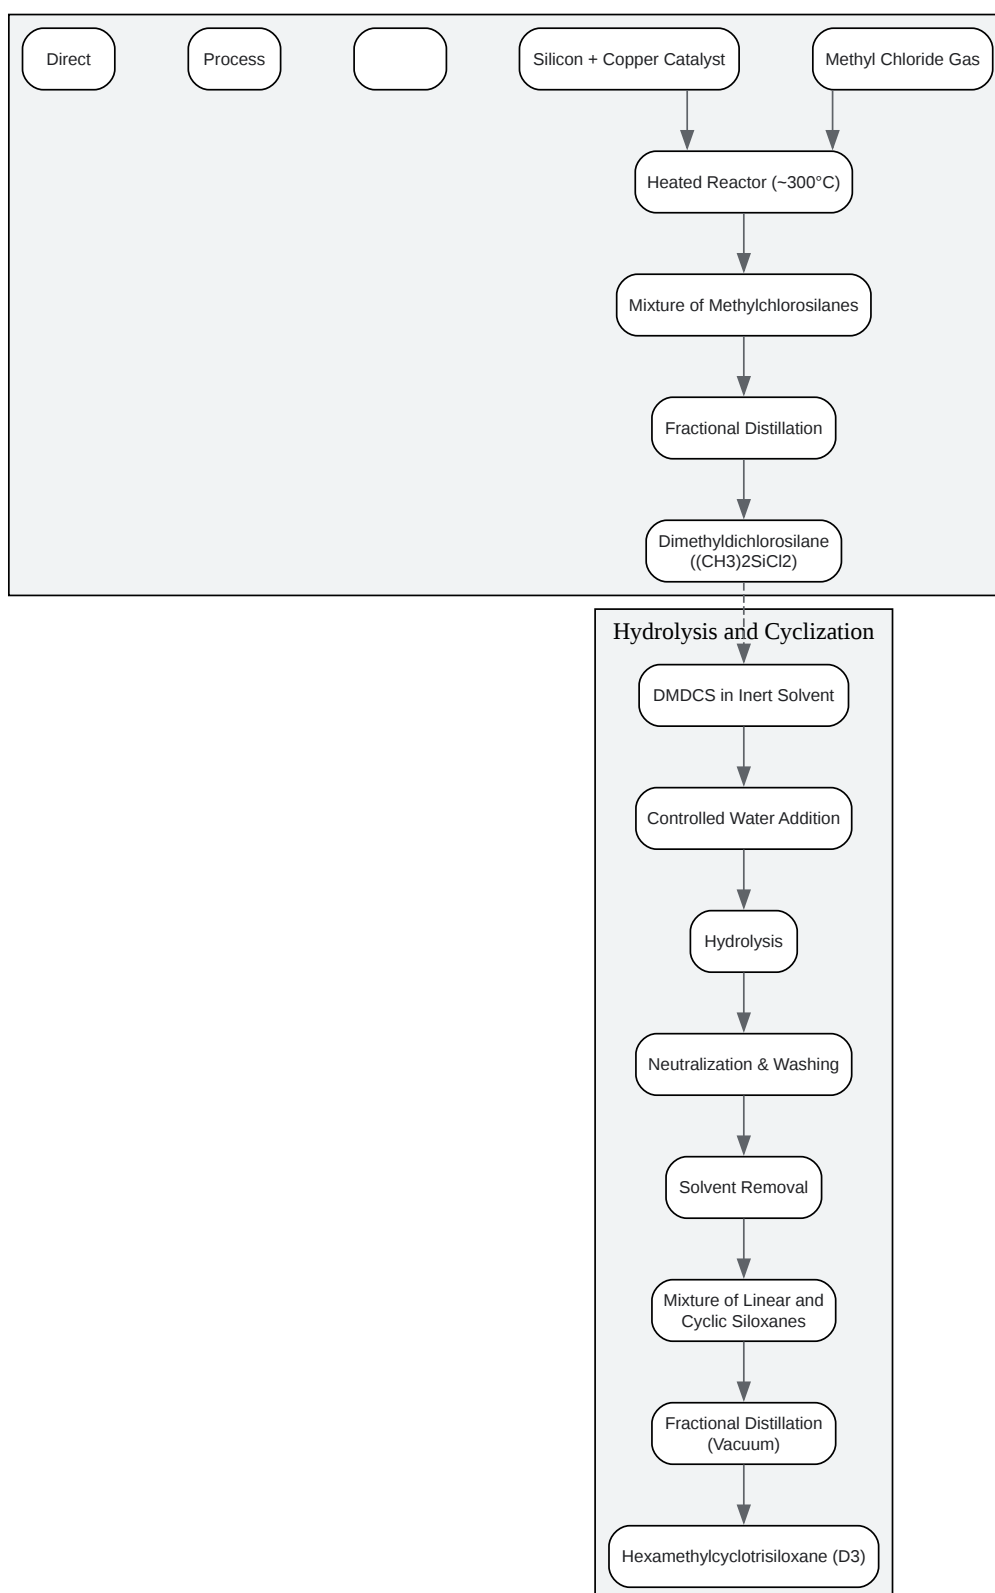 Direct
Process
Silicon + Copper Catalyst
Methyl Chloride Gas
Heated Reactor (~300°C)
Mixture of Methylchlorosilanes
Fractional Distillation
Dimethyldichlorosilane
((CH3)2SiCl2)
Hydrolysis and Cyclization
DMDCS in Inert Solvent
Controlled Water Addition
Hydrolysis
Neutralization & Washing
Solvent Removal
Mixture of Linear and
Cyclic Siloxanes
Fractional Distillation
(Vacuum)
Hexamethylcyclotrisiloxane (D3)